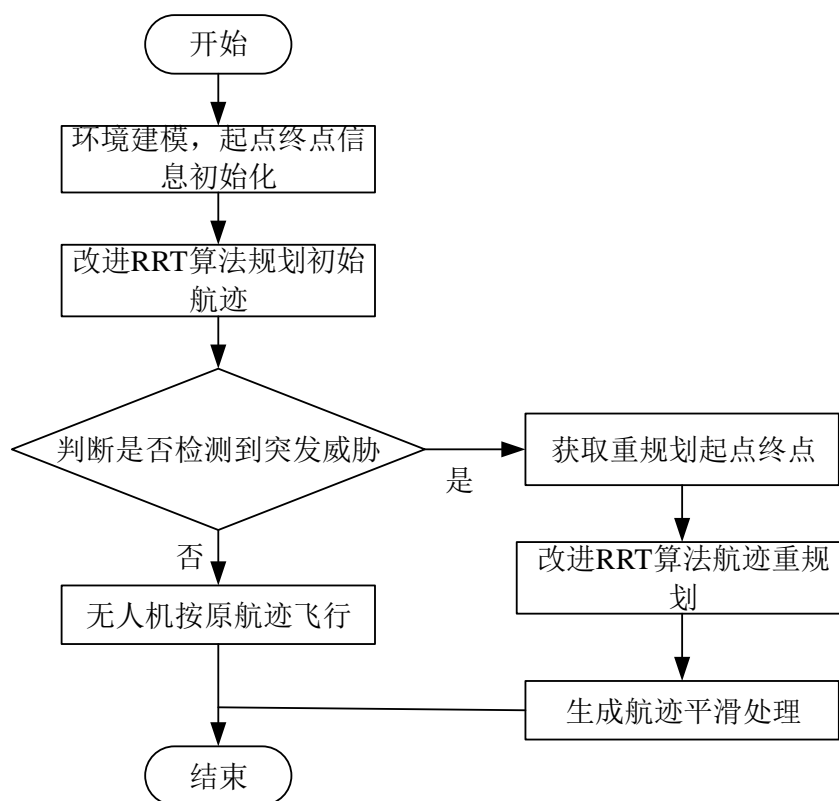 开始
环境建模，起点终点信
息初始化
改进RRT算法规划初始
航迹
判断是否检测到突发威胁
是
获取重规划起点终点
否
改进RRT算法航迹重规
划
无人机按原航迹飞行
生成航迹平滑处理
结束